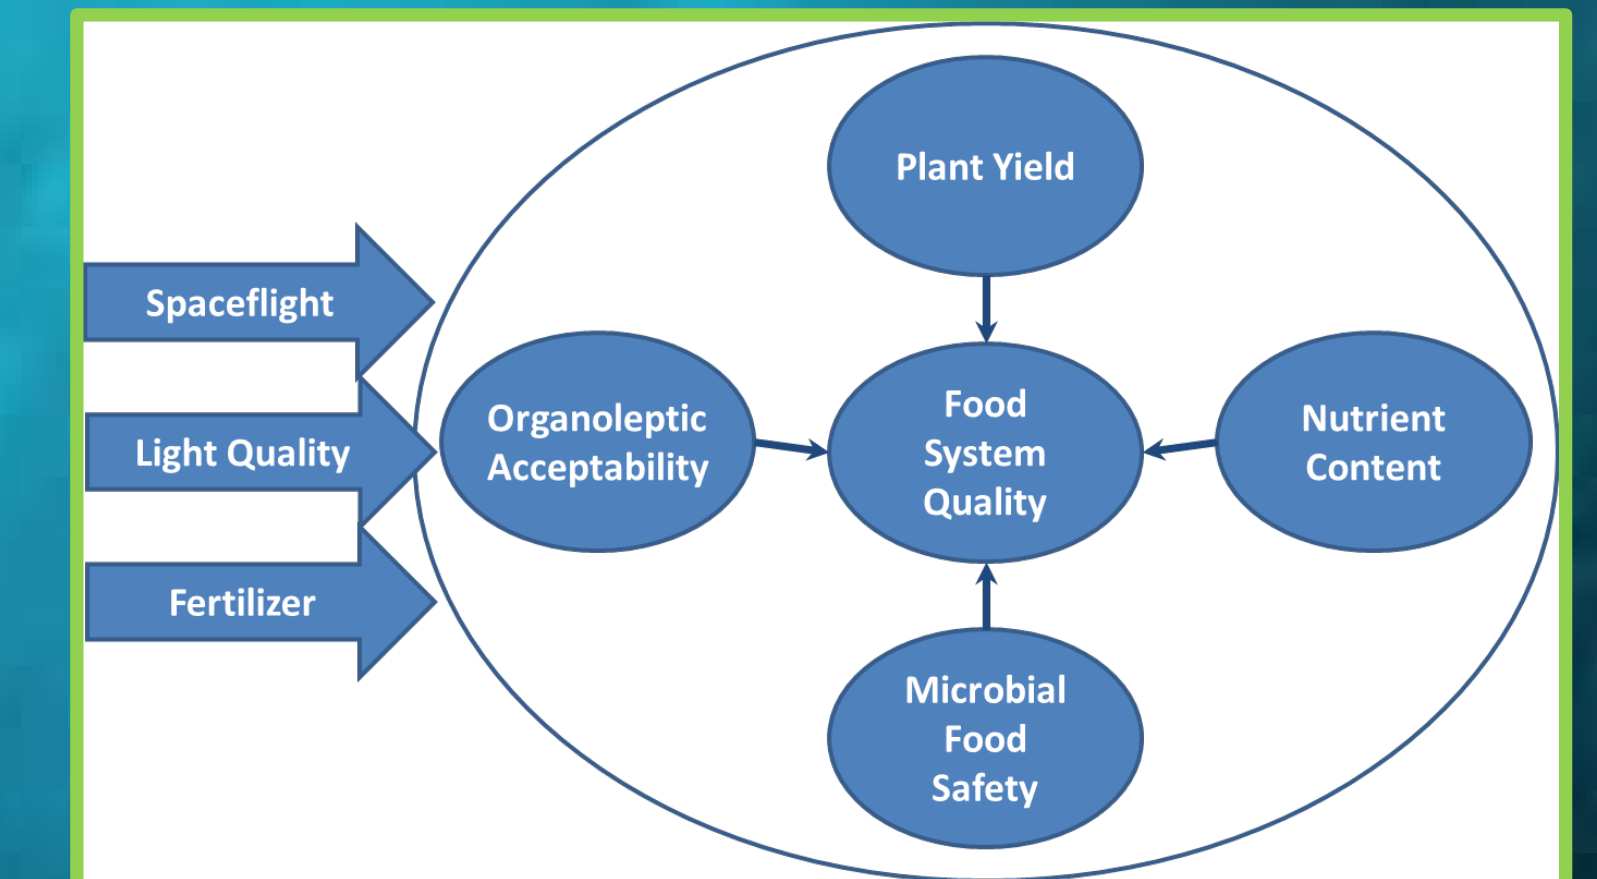 Plant Yield
Spaceflight
Light Quality
Fertilizer
Organoleptic
Acceptability
Food
System
Quality
Nutrient
Content
Microbial
Food
Safety